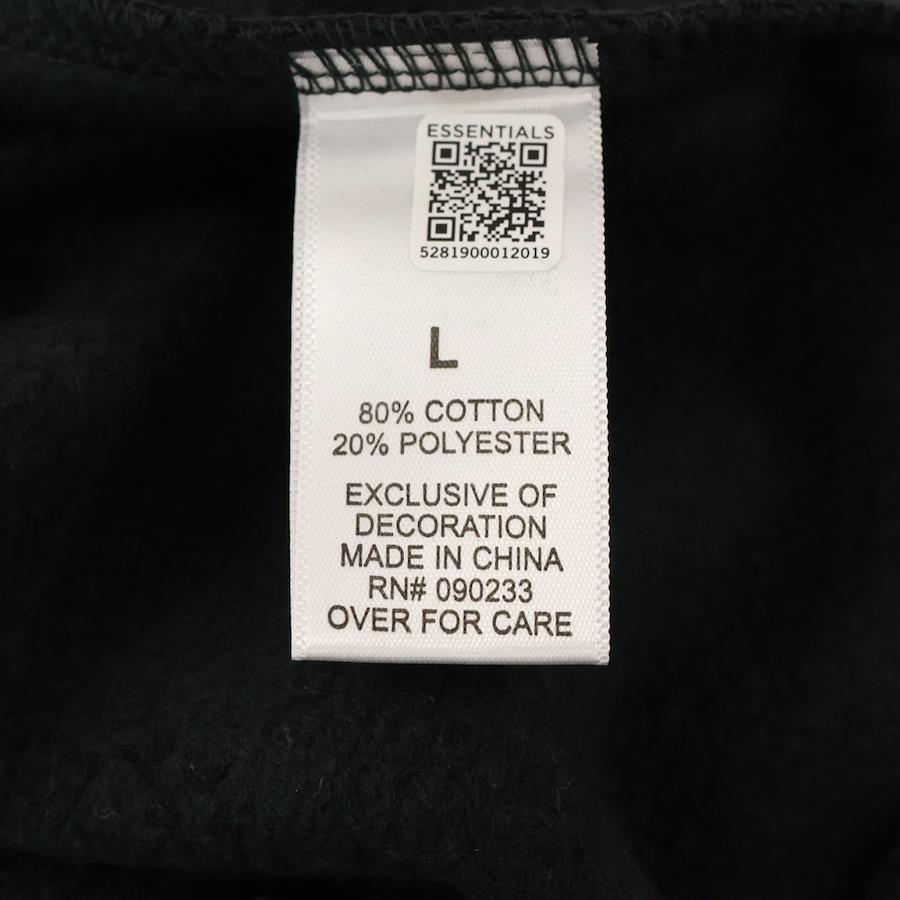 ESSENTIALS
5281900012019
L
80% COTTON
20% POLYESTER
EXCLUSIVE OF
DECORATION
MADE IN CHINA
RN# 090233
OVER FOR CARE